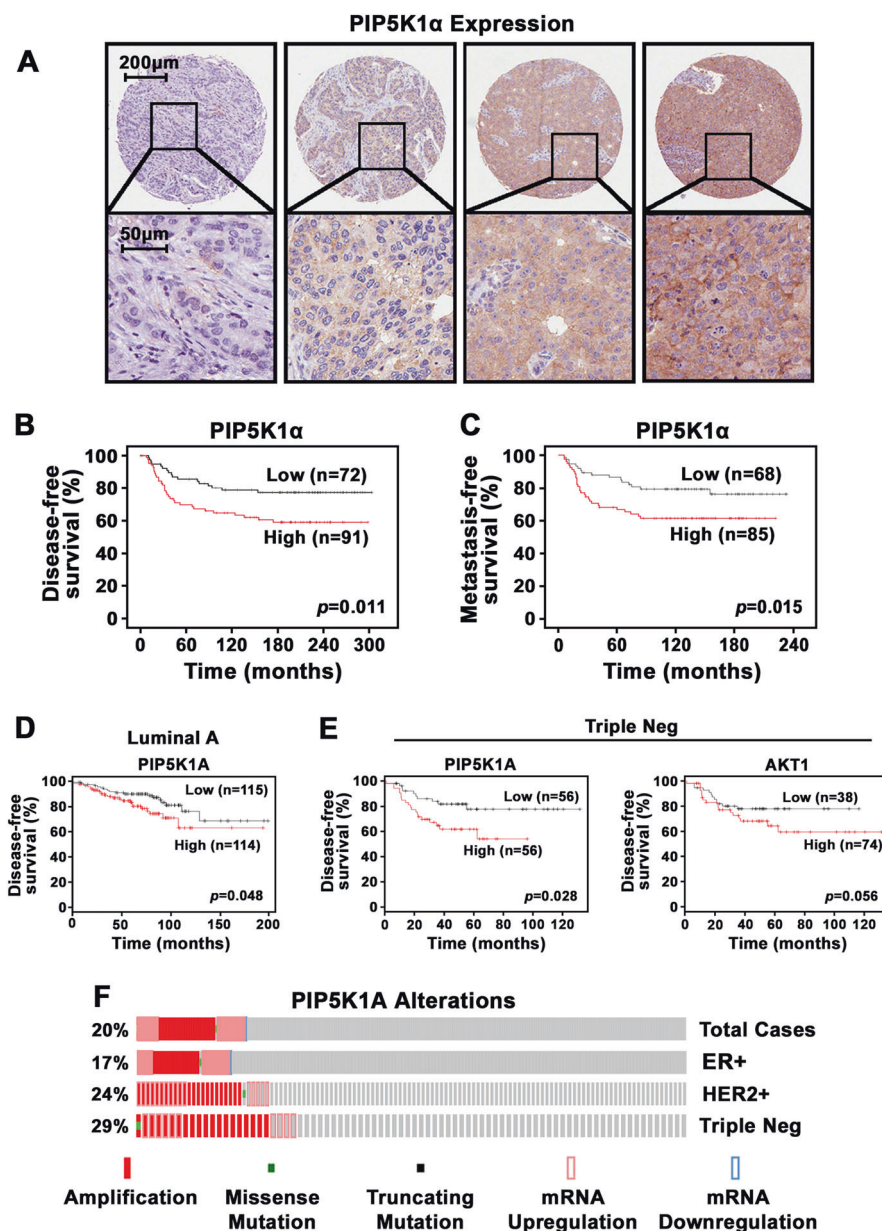 PIP5K1α Expression
A
200μm
50μm
B
PIP5K1α
Disease-free
survival (%)
100
80
60
40
20
0
Low (n=72)
High (n=91)
p=0.011
0 60 120 180 240 300
Time (months)
C
PIP5K1α
Metastasis-free
survival (%)
100
80
60
40
20
0
Low (n=68)
High (n=85)
p=0.015
0 60 120 180 240
Time (months)
D
Luminal A
PIP5K1A
Disease-free
survival (%)
100
80
60
40
20
0
Low (n=115)
High (n=114)
p=0.048
0 50 100 150 200
Time (months)
E
Triple Neg
PIP5K1A
Disease-free
survival (%)
100
80
60
40
20
0
Low (n=56)
High (n=56)
p=0.028
0 20 40 60 80 100 120
Time (months)
AKT1
Disease-free
survival (%)
100
80
60
40
20
0
Low (n=38)
High (n=74)
p=0.056
0 20 40 60 80 100 120
Time (months)
F
PIP5K1A Alterations
20% Total Cases
17% ER+
24% HER2+
29% Triple Neg
Amplification
Missense
Mutation
Truncating
Mutation
mRNA
Upregulation
mRNA
Downregulation